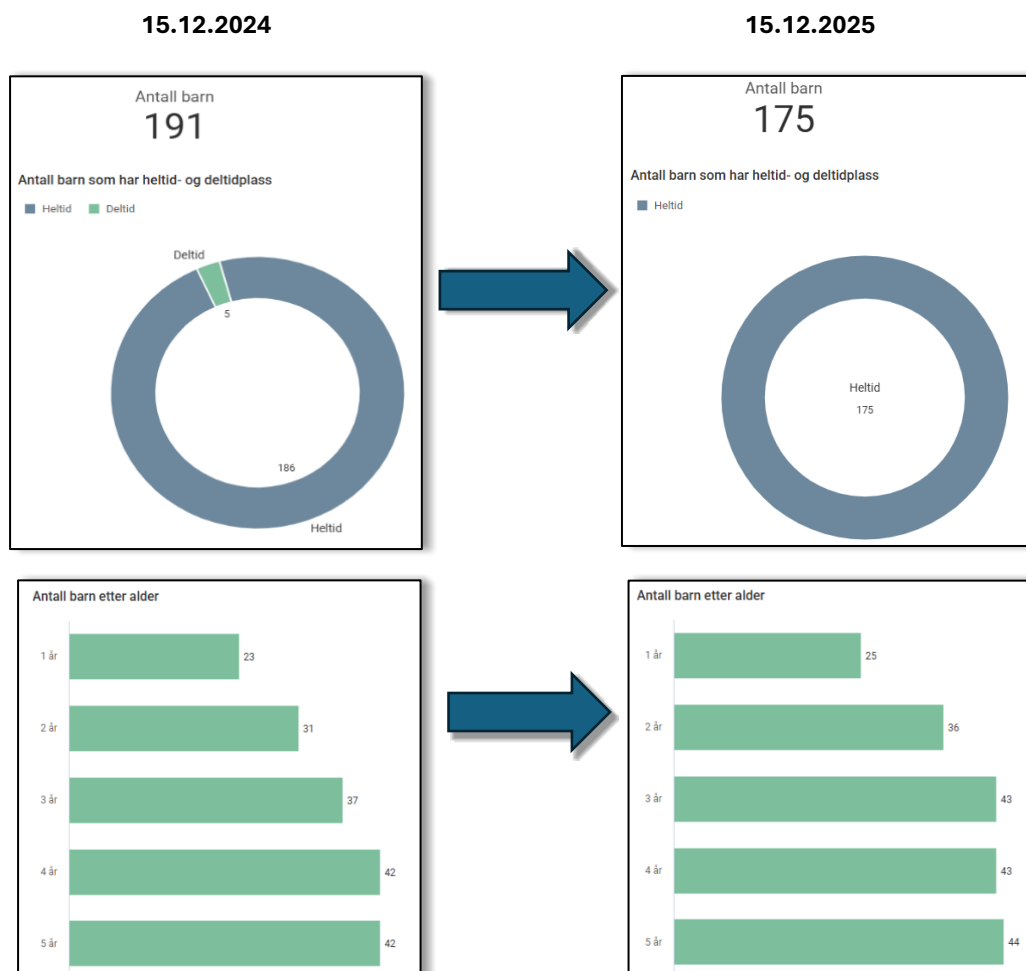 15.12.2024
15.12.2025
Antall barn
191
Antall barn som har heltid- og deltidplass
Heltid Deltid
Deltid
5
186
Heltid
Antall barn
175
Antall barn som har heltid- og deltidplass
Heltid
Heltid
175
Antall barn etter alder
1 år 23
2 år 31
3 år 37
4 år 42
5 år 42
Antall barn etter alder
1 år 25
2 år 36
3 år 43
4 år 43
5 år 44